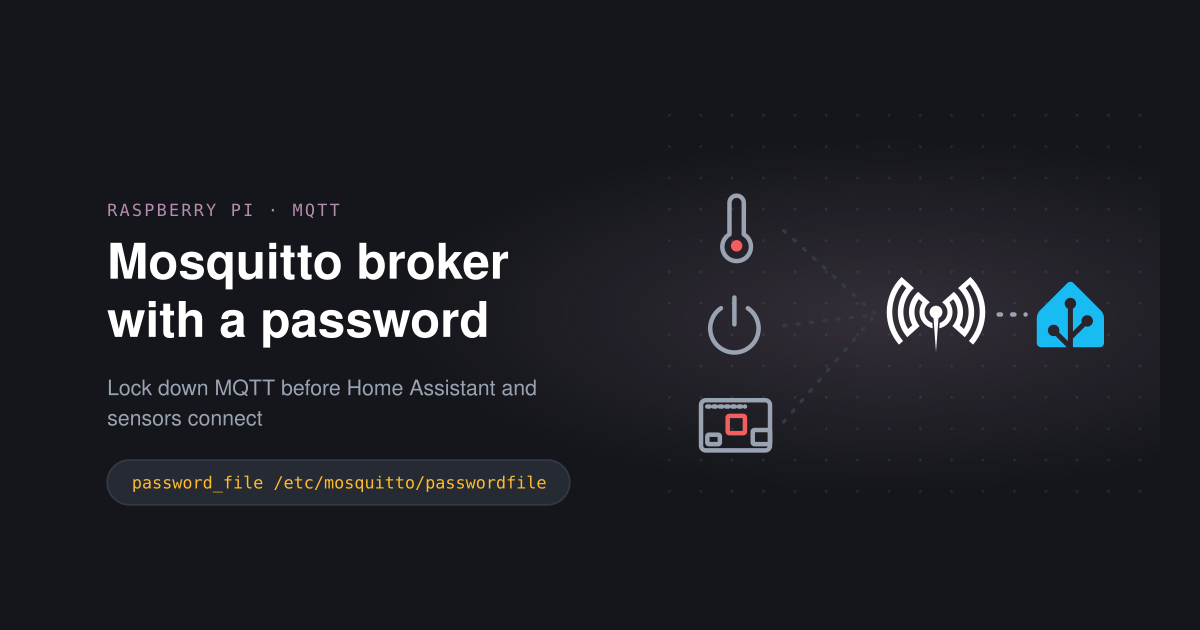 RASPBERRY PI · MQTT
Mosquitto broker
with a password
Lock down MQTT before Home Assistant and
sensors connect
password_file /etc/mosquitto/passwordfile